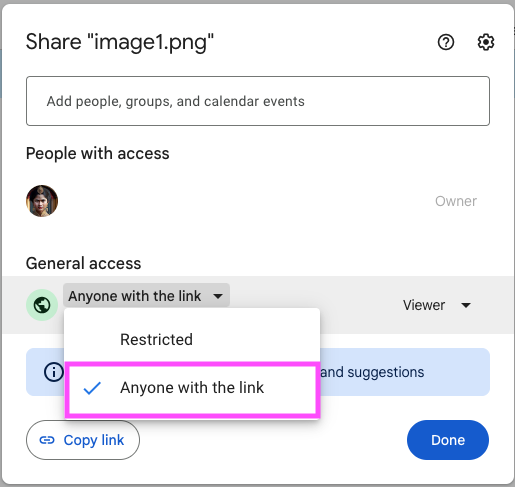 Share "image1.png"
Add people, groups, and calendar events
People with access
Owner
General access
Anyone with the link
Viewer
Restricted
Anyone with the link
and suggestions
Copy link
Done